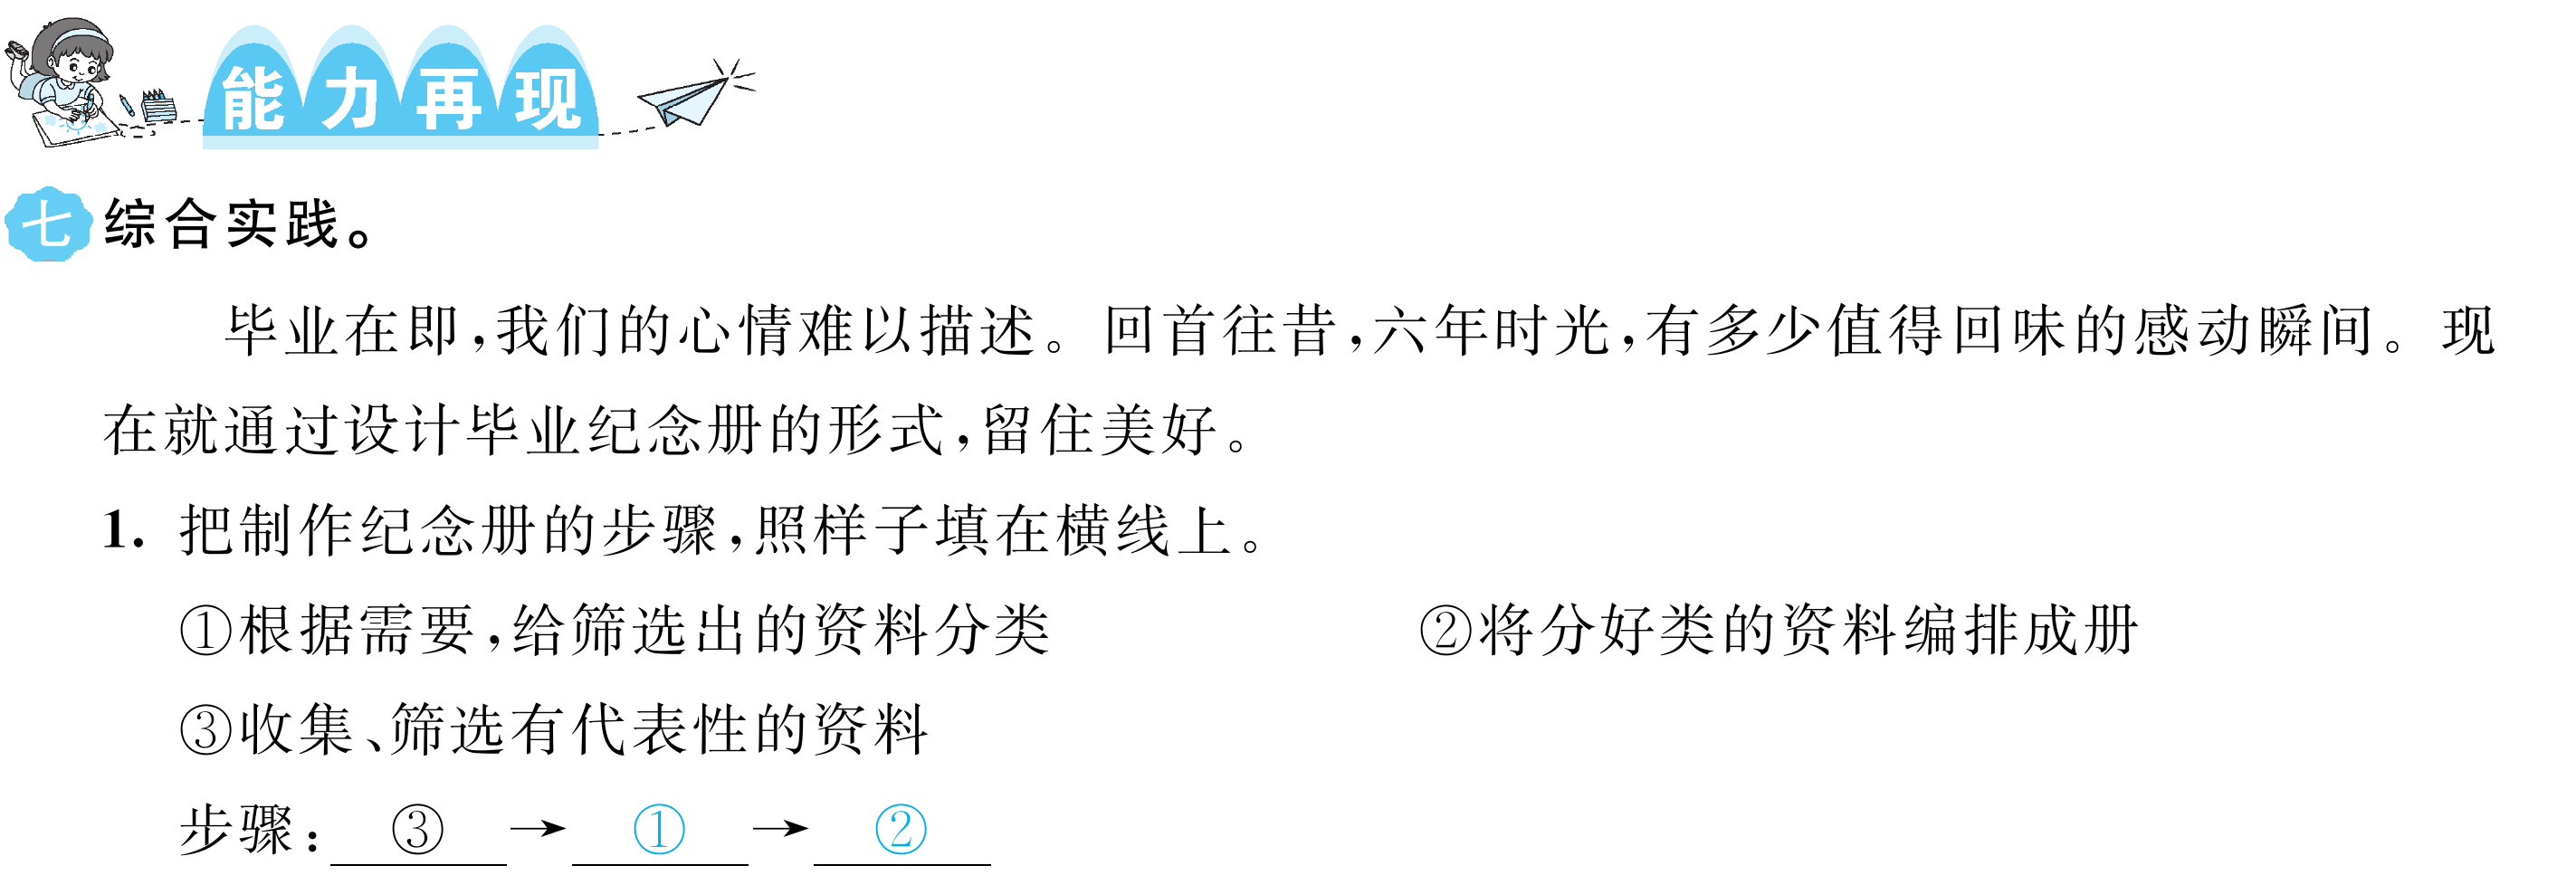 能力再现
七 综合实践。
毕业在即,我们的心情难以描述。回首往昔,六年时光,有多少值得回味的感动瞬间。现
在就通过设计毕业纪念册的形式,留住美好。
1. 把制作纪念册的步骤,照样子填在横线上。
①根据需要,给筛选出的资料分类 ②将分好类的资料编排成册
③收集、筛选有代表性的资料
步骤: ③ → ① → ②